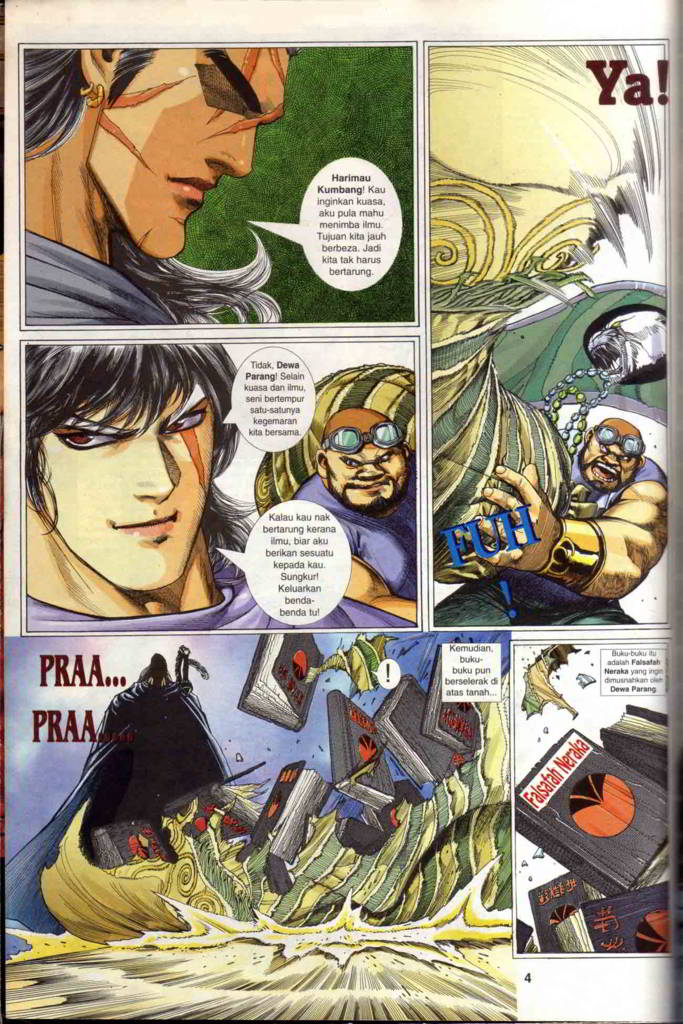 Harimau
Kumbang! Kau
inginkan kuasa,
aku pula mahu
menimba ilmu.
Tujuan kita jauh
berbeza. Jadi
kita tak harus
bertarung.
Ya!
Tidak, Dewa
Parang! Selain
kuasa dan ilmu,
seni bertempur
satu-satunya
kegemaran
kita bersama.
Kalau kau nak
bertarung kerana
ilmu, biar aku
berikan sesuatu
kepada kau.
Sungkur!
Keluarkan
benda-
benda tu!
FUH
!
PRAA...
PRAA...
!
Kemudian,
buku-
buku pun
berselerak di
atas tanah...
Buku-buku itu
adalah Falsafah
Neraka yang ingin
dimusnahkan oleh
Dewa Parang.
Falsafah Neraka
4